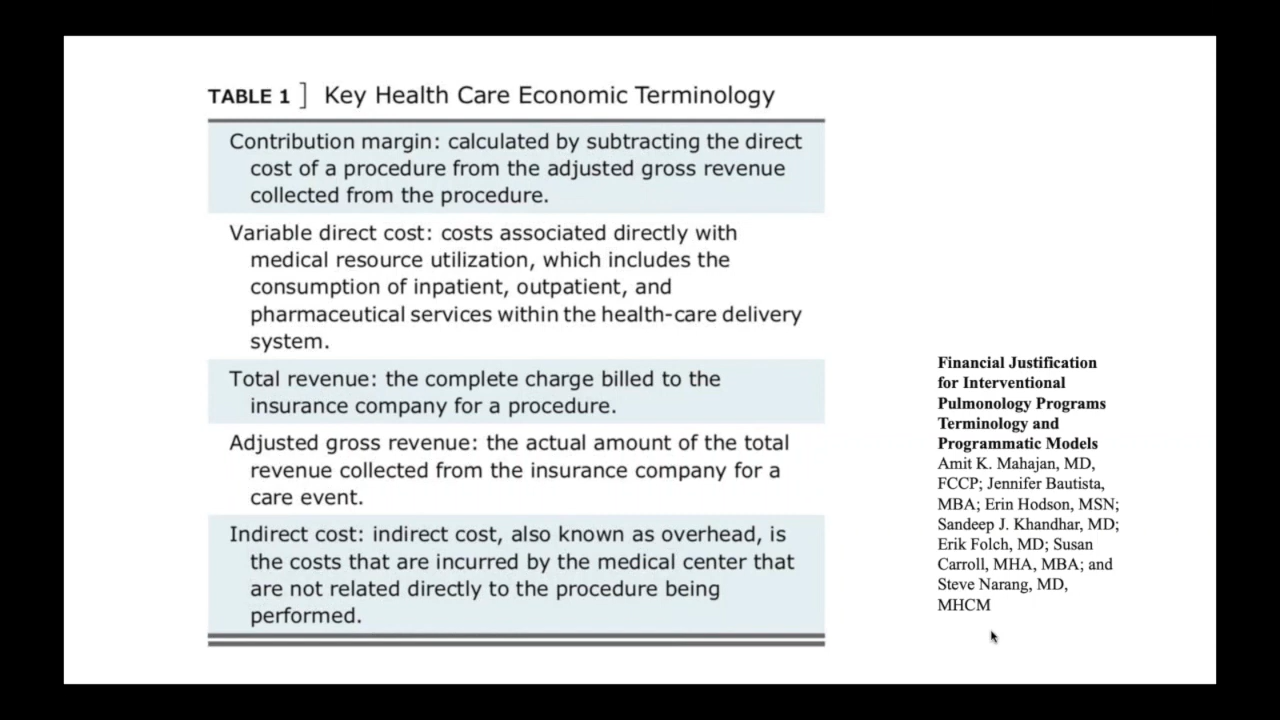 TABLE 1 ] Key Health Care Economic Terminology
Contribution margin: calculated by subtracting the direct
cost of a procedure from the adjusted gross revenue
collected from the procedure.
Variable direct cost: costs associated directly with
medical resource utilization, which includes the
consumption of inpatient, outpatient, and
pharmaceutical services within the health-care delivery
system.
Total revenue: the complete charge billed to the
insurance company for a procedure.
Adjusted gross revenue: the actual amount of the total
revenue collected from the insurance company for a
care event.
Indirect cost: indirect cost, also known as overhead, is
the costs that are incurred by the medical center that
are not related directly to the procedure being
performed.
Financial Justification
for Interventional
Pulmonology Programs
Terminology and
Programmatic Models
Amit K. Mahajan, MD,
FCCP; Jennifer Bautista,
MBA; Erin Hodson, MSN;
Sandeep J. Khandhar, MD;
Erik Folch, MD; Susan
Carroll, MHA, MBA; and
Steve Narang, MD,
MHCM